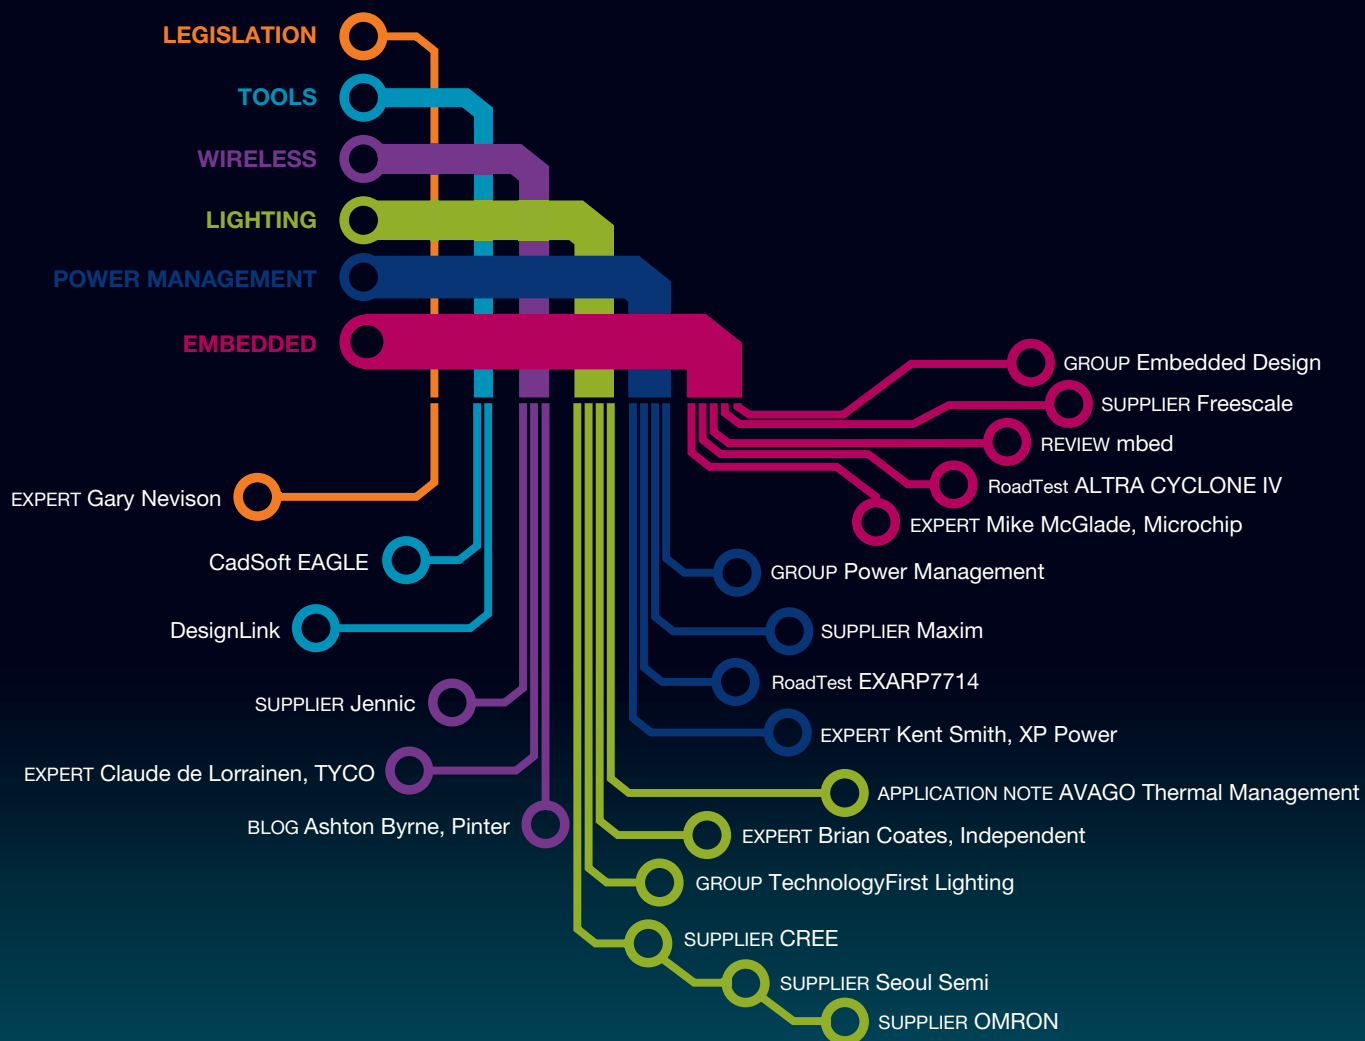 LEGISLATION
TOOLS
WIRELESS
LIGHTING
POWER MANAGEMENT
EMBEDDED
GROUP Embedded Design
SUPPLIER Freescale
REVIEW mbed
RoadTest ALTRA CYCLONE IV
EXPERT Mike McGlade, Microchip
EXPERT Gary Nevison
CadSoft EAGLE
DesignLink
GROUP Power Management
SUPPLIER Maxim
RoadTest EXARP7714
EXPERT Kent Smith, XP Power
SUPPLIER Jennic
EXPERT Claude de Lorrainen, TYCO
BLOG Ashton Byrne, Pinter
APPLICATION NOTE AVAGO Thermal Management
EXPERT Brian Coates, Independent
GROUP TechnologyFirst Lighting
SUPPLIER CREE
SUPPLIER Seoul Semi
SUPPLIER OMRON